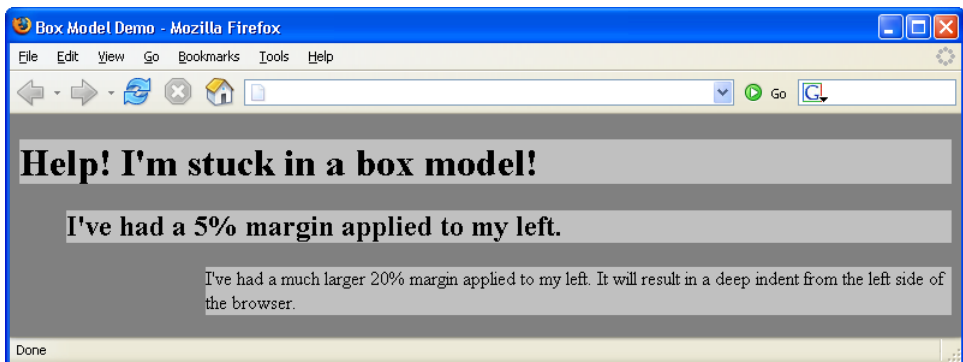 Box Model Demo - Mozilla Firefox
File Edit View Go Bookmarks Tools Help
Go G
Help! I'm stuck in a box model!
I've had a 5% margin applied to my left.
I've had a much larger 20% margin applied to my left. It will result in a deep indent from the left side of
the browser.
Done